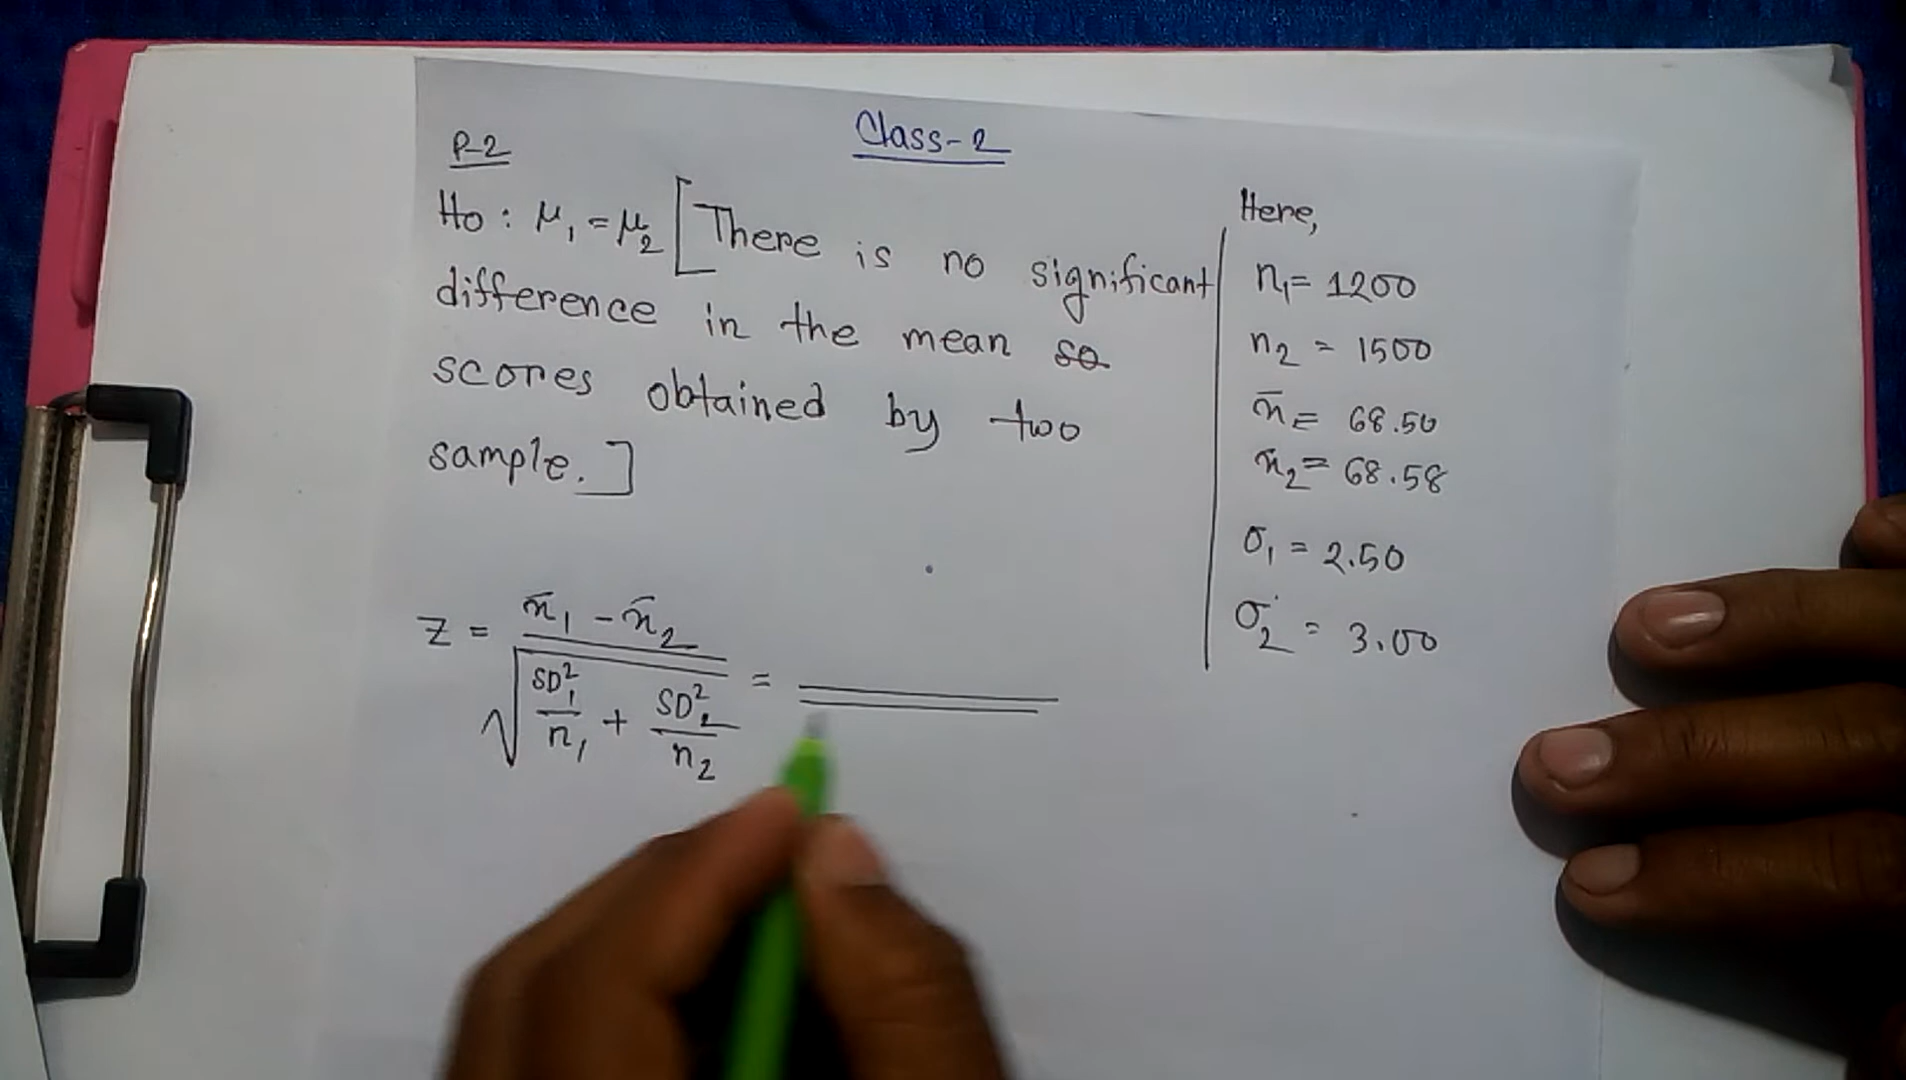 Class-2
P-2
Ho : μ₁ = μ₂ [There is no significant
difference in the mean so
scores obtained by two
sample.]
Here,
n₁ = 1200
n₂ = 1500
x̄ = 68.50
x̄₂ = 68.58
σ₁ = 2.50
σ₂ = 3.00
z = x̄₁ - x̄₂ / √(SD₁²/n₁ + SD₂²/n₂) =